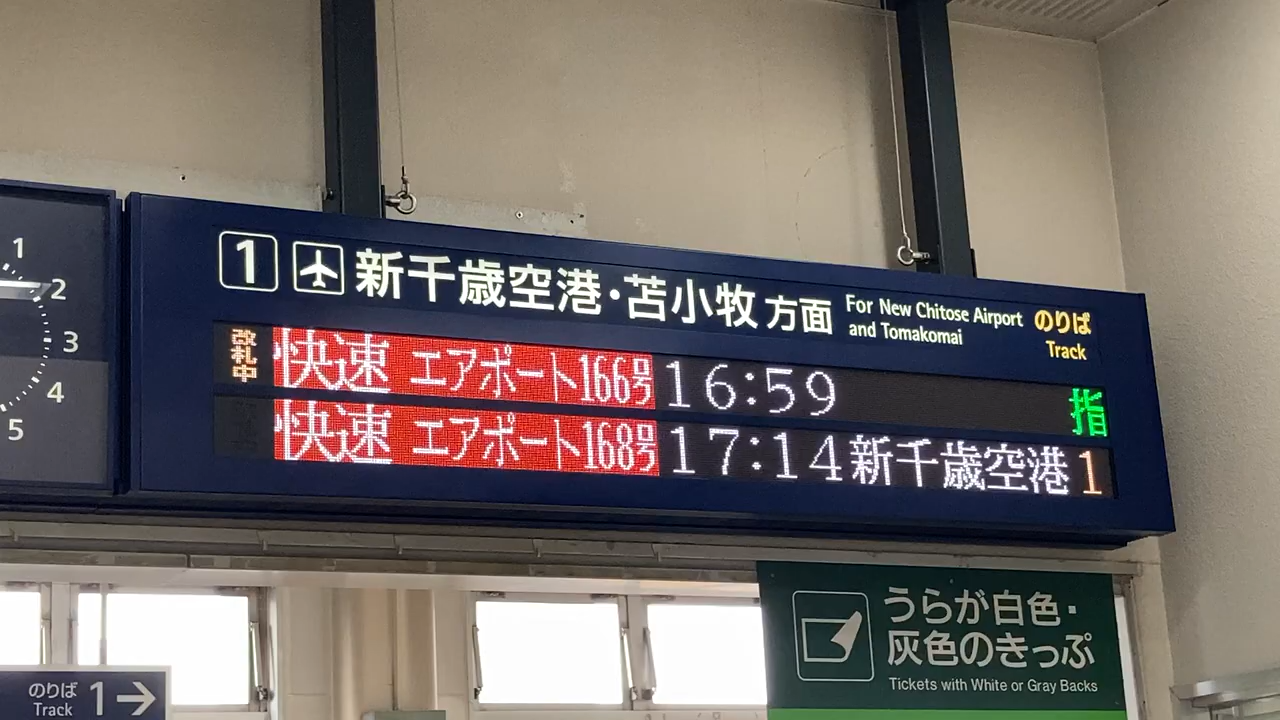 1
2
3
4
5
1 新千歳空港・苫小牧 方面
For New Chitose Airport
and Tomakomai
のりば
Track
改札中 快速 エアポート166号 16:59 指
快速 エアポート168号 17:14 新千歳空港 1
のりば
Track
1
うらが白色・
灰色のきっぷ
Tickets with White or Gray Backs